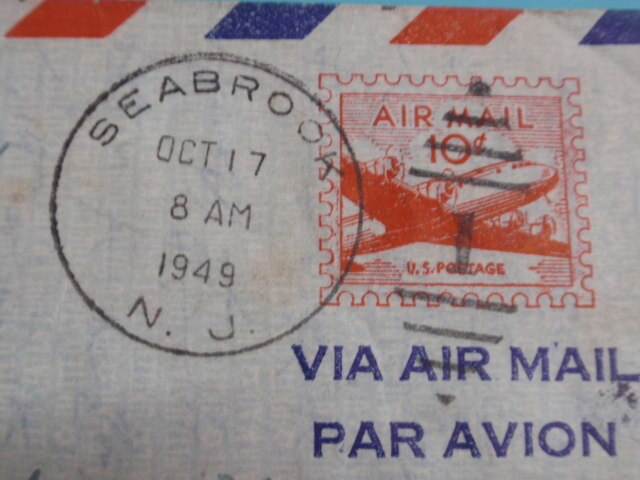 SEABROOK
OCT 17
8 AM
1949
N. J.
AIR MAIL
10¢
U.S. POSTAGE
VIA AIR MAIL
PAR AVION